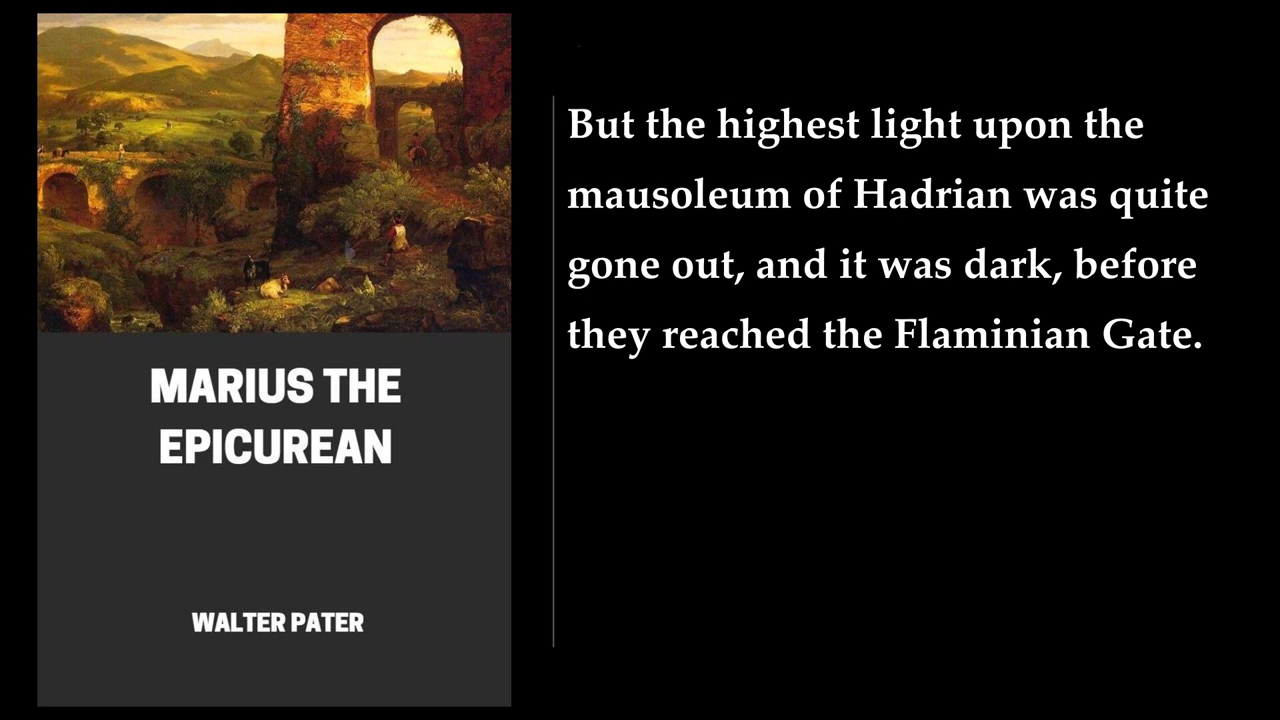 MARIUS THE
EPICUREAN
WALTER PATER
But the highest light upon the
mausoleum of Hadrian was quite
gone out, and it was dark, before
they reached the Flaminian Gate.